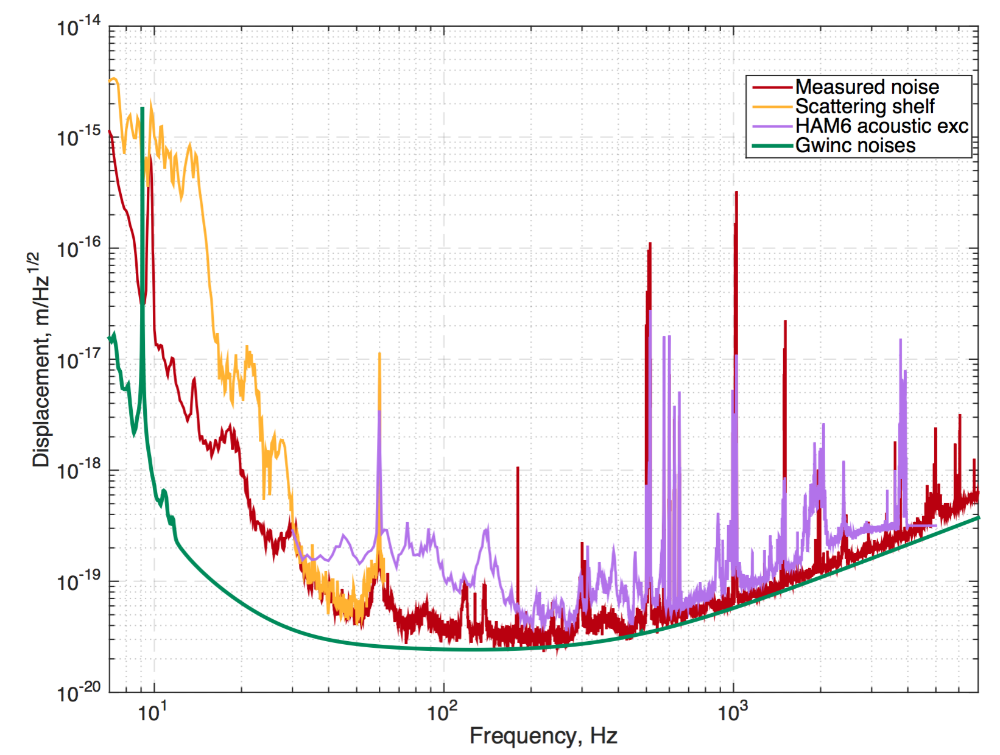 10^-14
10^-15
10^-16
10^-17
10^-18
10^-19
10^-20
Displacement, m/Hz^1/2
Measured noise
Scattering shelf
HAM6 acoustic exc
Gwinc noises
10^1 10^2 10^3
Frequency, Hz